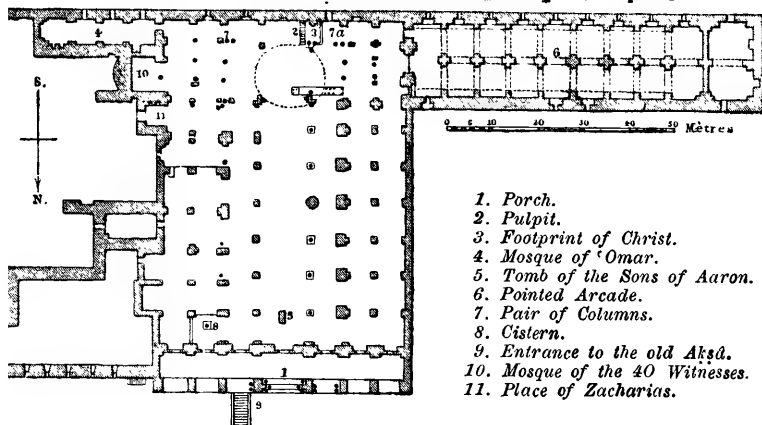 4
7
2 3 7a
10
6
S.
11
N.
0 5 10 20 30 40 50 Mètres
8
5
1
9
1. Porch.
2. Pulpit.
3. Footprint of Christ.
4. Mosque of ʿOmar.
5. Tomb of the Sons of Aaron.
6. Pointed Arcade.
7. Pair of Columns.
8. Cistern.
9. Entrance to the old Aḳṣâ.
10. Mosque of the 40 Witnesses.
11. Place of Zacharias.